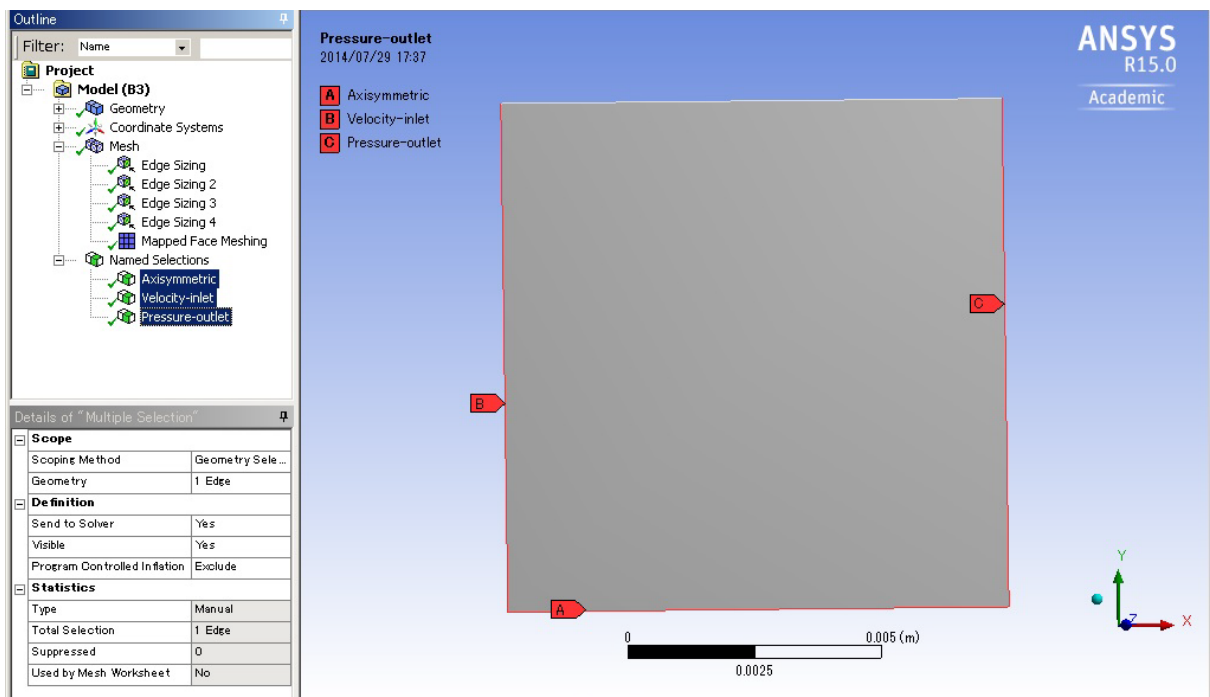 Outline
Filter: Name
Project
Model (B3)
Geometry
Coordinate Systems
Mesh
Edge Sizing
Edge Sizing 2
Edge Sizing 3
Edge Sizing 4
Mapped Face Meshing
Named Selections
Axisymmetric
Velocity-inlet
Pressure-outlet
Details of "Multiple Selection"
Scope
Scoping Method Geometry Sele...
Geometry 1 Edge
Definition
Send to Solver Yes
Visible Yes
Program Controlled Inflation Exclude
Statistics
Type Manual
Total Selection 1 Edge
Suppressed 0
Used by Mesh Worksheet No
Pressure-outlet
2014/07/29 17:37
A Axisymmetric
B Velocity-inlet
C Pressure-outlet
ANSYS
R15.0
Academic
C
B
A
0 0.005 (m)
0.0025
Y
Z X